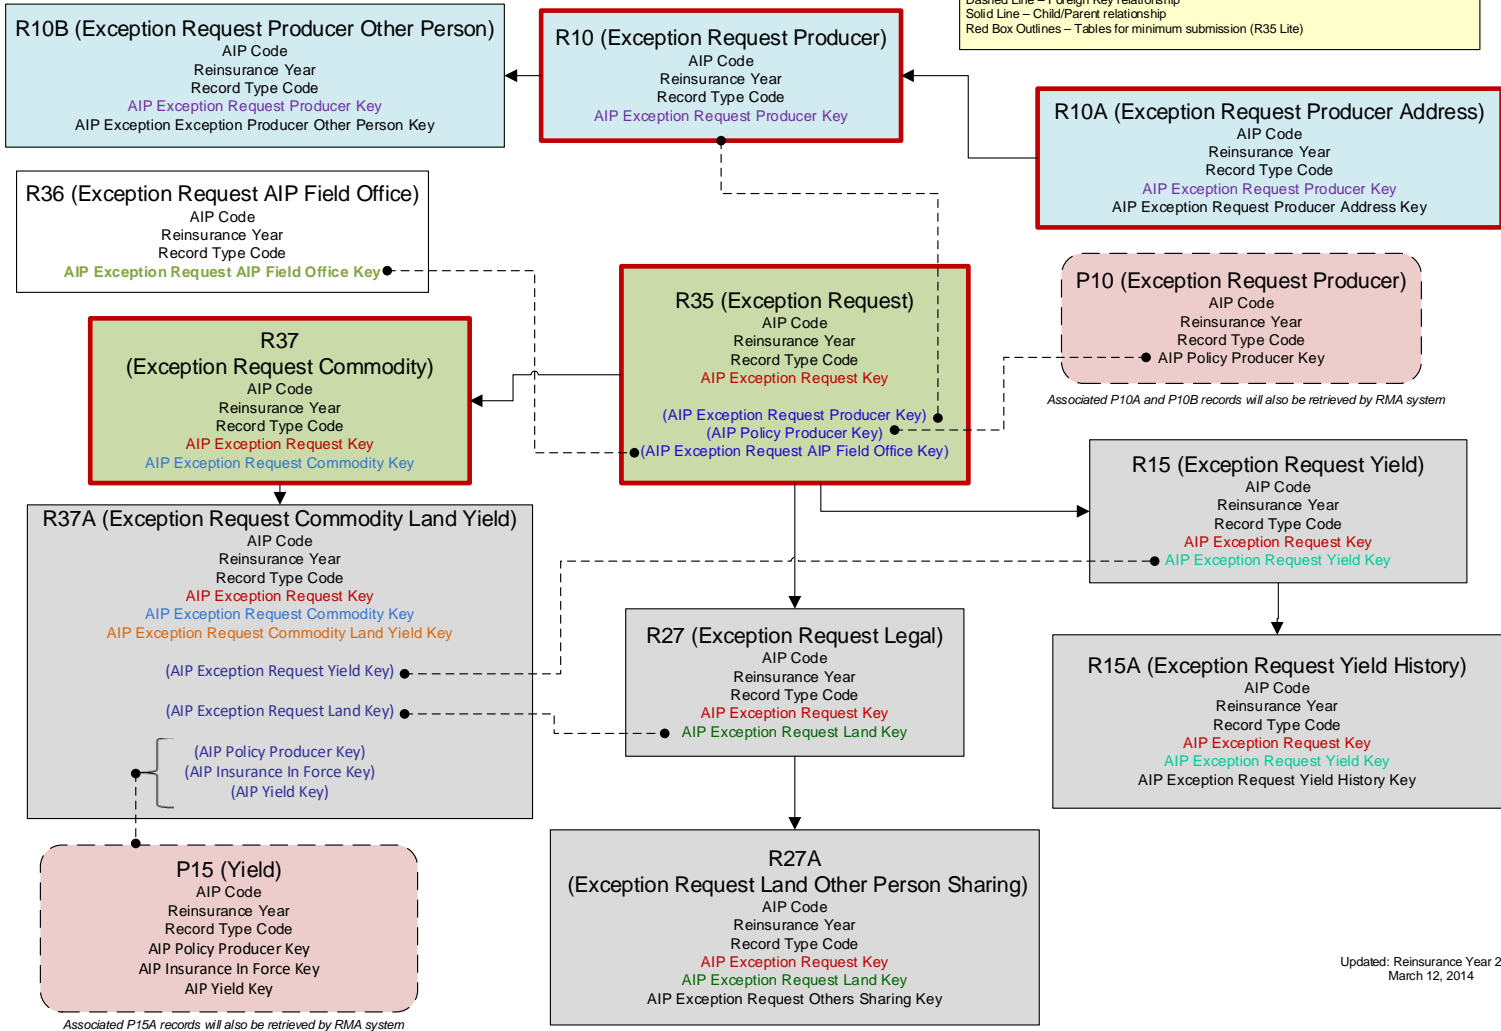 Dashed Line – Foreign Key relationship
Solid Line – Child/Parent relationship
Red Box Outlines – Tables for minimum submission (R35 Lite)
R10B (Exception Request Producer Other Person)
AIP Code
Reinsurance Year
Record Type Code
AIP Exception Request Producer Key
AIP Exception Exception Producer Other Person Key
R10 (Exception Request Producer)
AIP Code
Reinsurance Year
Record Type Code
AIP Exception Request Producer Key
R10A (Exception Request Producer Address)
AIP Code
Reinsurance Year
Record Type Code
AIP Exception Request Producer Key
AIP Exception Request Producer Address Key
R36 (Exception Request AIP Field Office)
AIP Code
Reinsurance Year
Record Type Code
AIP Exception Request AIP Field Office Key
R35 (Exception Request)
AIP Code
Reinsurance Year
Record Type Code
AIP Exception Request Key
(AIP Exception Request Producer Key)
(AIP Policy Producer Key)
(AIP Exception Request AIP Field Office Key)
P10 (Exception Request Producer)
AIP Code
Reinsurance Year
Record Type Code
AIP Policy Producer Key
Associated P10A and P10B records will also be retrieved by RMA system
R37
(Exception Request Commodity)
AIP Code
Reinsurance Year
Record Type Code
AIP Exception Request Key
AIP Exception Request Commodity Key
R15 (Exception Request Yield)
AIP Code
Reinsurance Year
Record Type Code
AIP Exception Request Key
AIP Exception Request Yield Key
R37A (Exception Request Commodity Land Yield)
AIP Code
Reinsurance Year
Record Type Code
AIP Exception Request Key
AIP Exception Request Commodity Key
AIP Exception Request Commodity Land Yield Key
(AIP Exception Request Yield Key)
(AIP Exception Request Land Key)
(AIP Policy Producer Key)
(AIP Insurance In Force Key)
(AIP Yield Key)
R27 (Exception Request Legal)
AIP Code
Reinsurance Year
Record Type Code
AIP Exception Request Key
AIP Exception Request Land Key
R15A (Exception Request Yield History)
AIP Code
Reinsurance Year
Record Type Code
AIP Exception Request Key
AIP Exception Request Yield Key
AIP Exception Request Yield History Key
P15 (Yield)
AIP Code
Reinsurance Year
Record Type Code
AIP Policy Producer Key
AIP Insurance In Force Key
AIP Yield Key
Associated P15A records will also be retrieved by RMA system
R27A
(Exception Request Land Other Person Sharing)
AIP Code
Reinsurance Year
Record Type Code
AIP Exception Request Key
AIP Exception Request Land Key
AIP Exception Request Others Sharing Key
Updated: Reinsurance Year 2
March 12, 2014